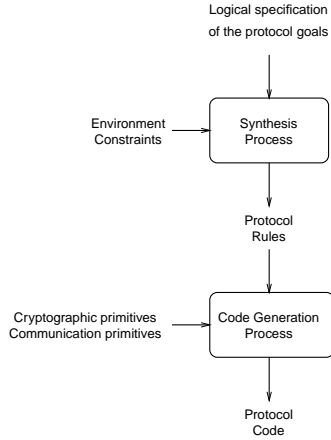 Logical specification
of the protocol goals
Environment
Constraints
Synthesis
Process
Protocol
Rules
Cryptographic primitives
Communication primitives
Code Generation
Process
Protocol
Code